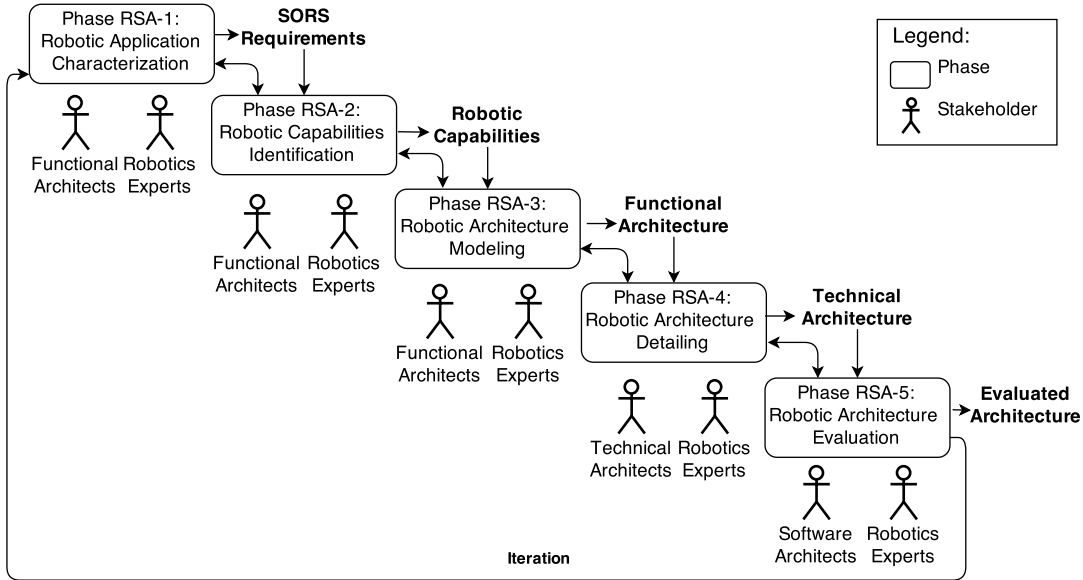 Phase RSA-1:
Robotic Application
Characterization
SORS
Requirements
Functional
Architects
Robotics
Experts
Phase RSA-2:
Robotic Capabilities
Identification
Robotic
Capabilities
Functional
Architects
Robotics
Experts
Phase RSA-3:
Robotic Architecture
Modeling
Functional
Architecture
Functional
Architects
Robotics
Experts
Phase RSA-4:
Robotic Architecture
Detailing
Technical
Architecture
Technical
Architects
Robotics
Experts
Phase RSA-5:
Robotic Architecture
Evaluation
Evaluated
Architecture
Software
Architects
Robotics
Experts
Iteration
Legend:
Phase
Stakeholder